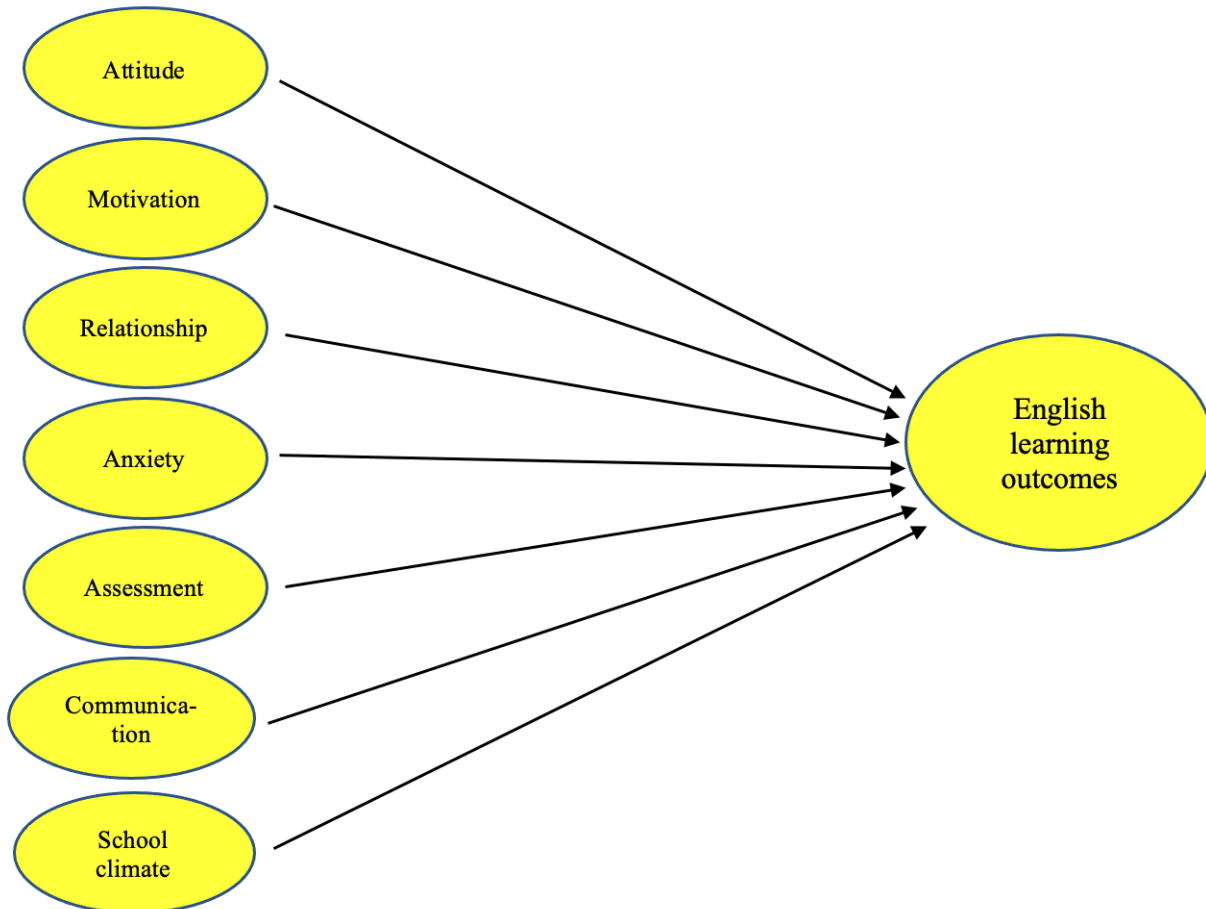 Attitude
Motivation
Relationship
Anxiety
Assessment
Communica-
tion
School
climate
English
learning
outcomes